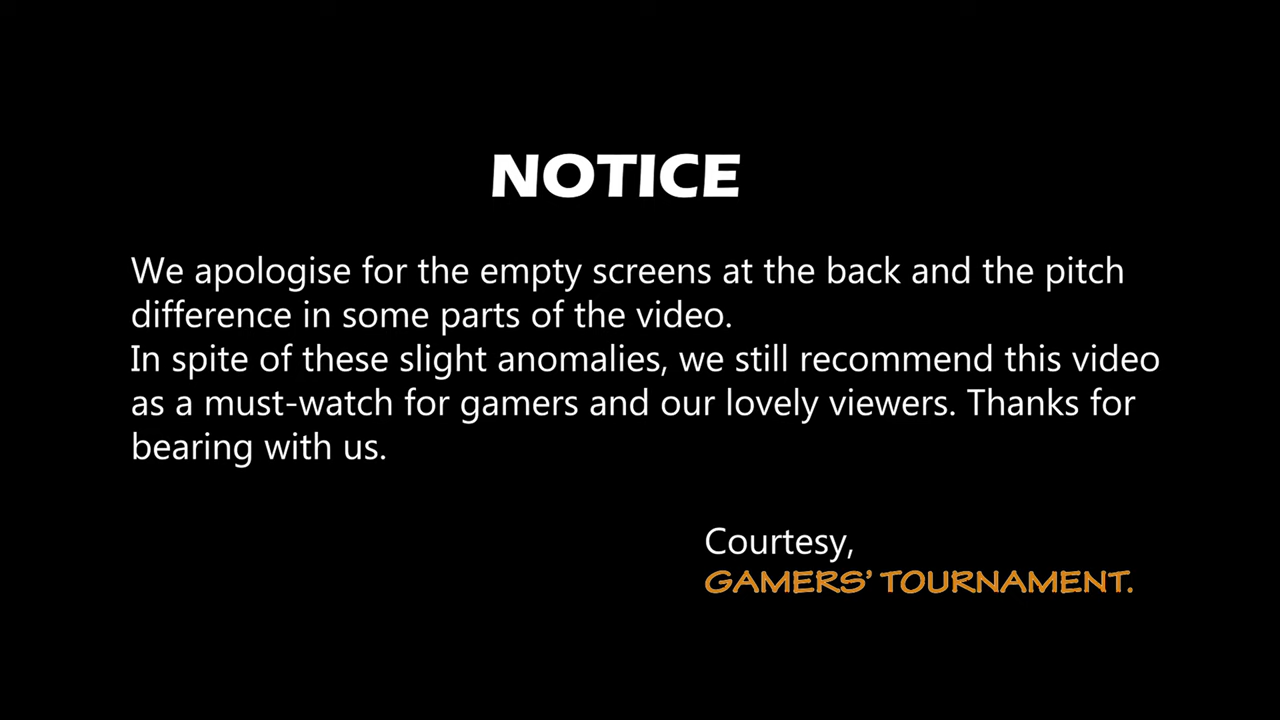 NOTICE
We apologise for the empty screens at the back and the pitch
difference in some parts of the video.
In spite of these slight anomalies, we still recommend this video
as a must-watch for gamers and our lovely viewers. Thanks for
bearing with us.
Courtesy,
GAMERS’ TOURNAMENT.